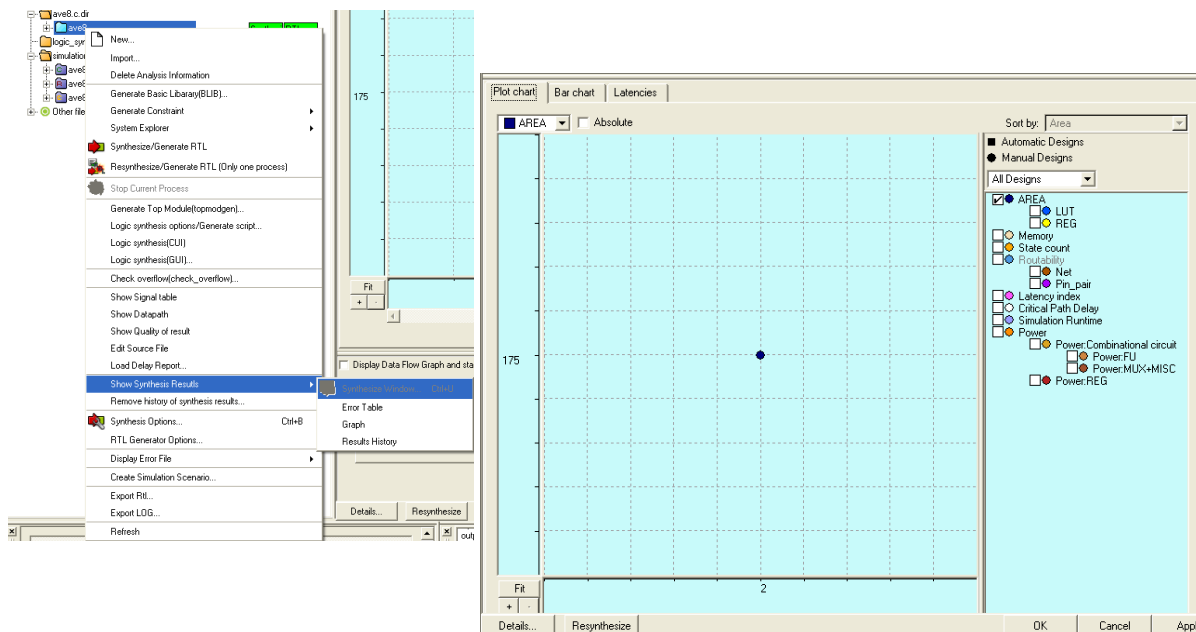 ave8.c.dir
ave8
New...
Import...
Delete Analysis Information
Generate Basic Libarary(BLIB)...
Generate Constraint
System Explorer
Synthesize/Generate RTL
Resynthesize/Generate RTL (Only one process)
Stop Current Process
Generate Top Module(topmodgen)...
Logic synthesis options/Generate script...
Logic synthesis(CUI)
Logic synthesis(GUI)...
Check overflow(check_overflow)...
Show Signal table
Show Datapath
Show Quality of result
Edit Source File
Load Delay Report...
Show Synthesis Resutls
Remove history of synthesis results...
Synthesis Options... Ctrl+B
RTL Generator Options...
Display Error File
Create Simulation Scenario...
Export Rtl...
Export LOG...
Refresh
Synthesize Window... Ctrl+U
Error Table
Graph
Results History
175
Fit
+ -
Display Data Flow Graph and sta
Details... Resynthesize
Plot chart Bar chart Latencies
AREA Absolute Sort by: Area
Automatic Designs
Manual Designs
All Designs
AREA
LUT
REG
Memory
State count
Routability
Net
Pin_pair
Latency index
Critical Path Delay
Simulation Runtime
Power
Power:Combinational circuit
Power:FU
Power:MUX+MISC
Power:REG
175
2
Fit
+ -
Details... Resynthesize OK Cancel App